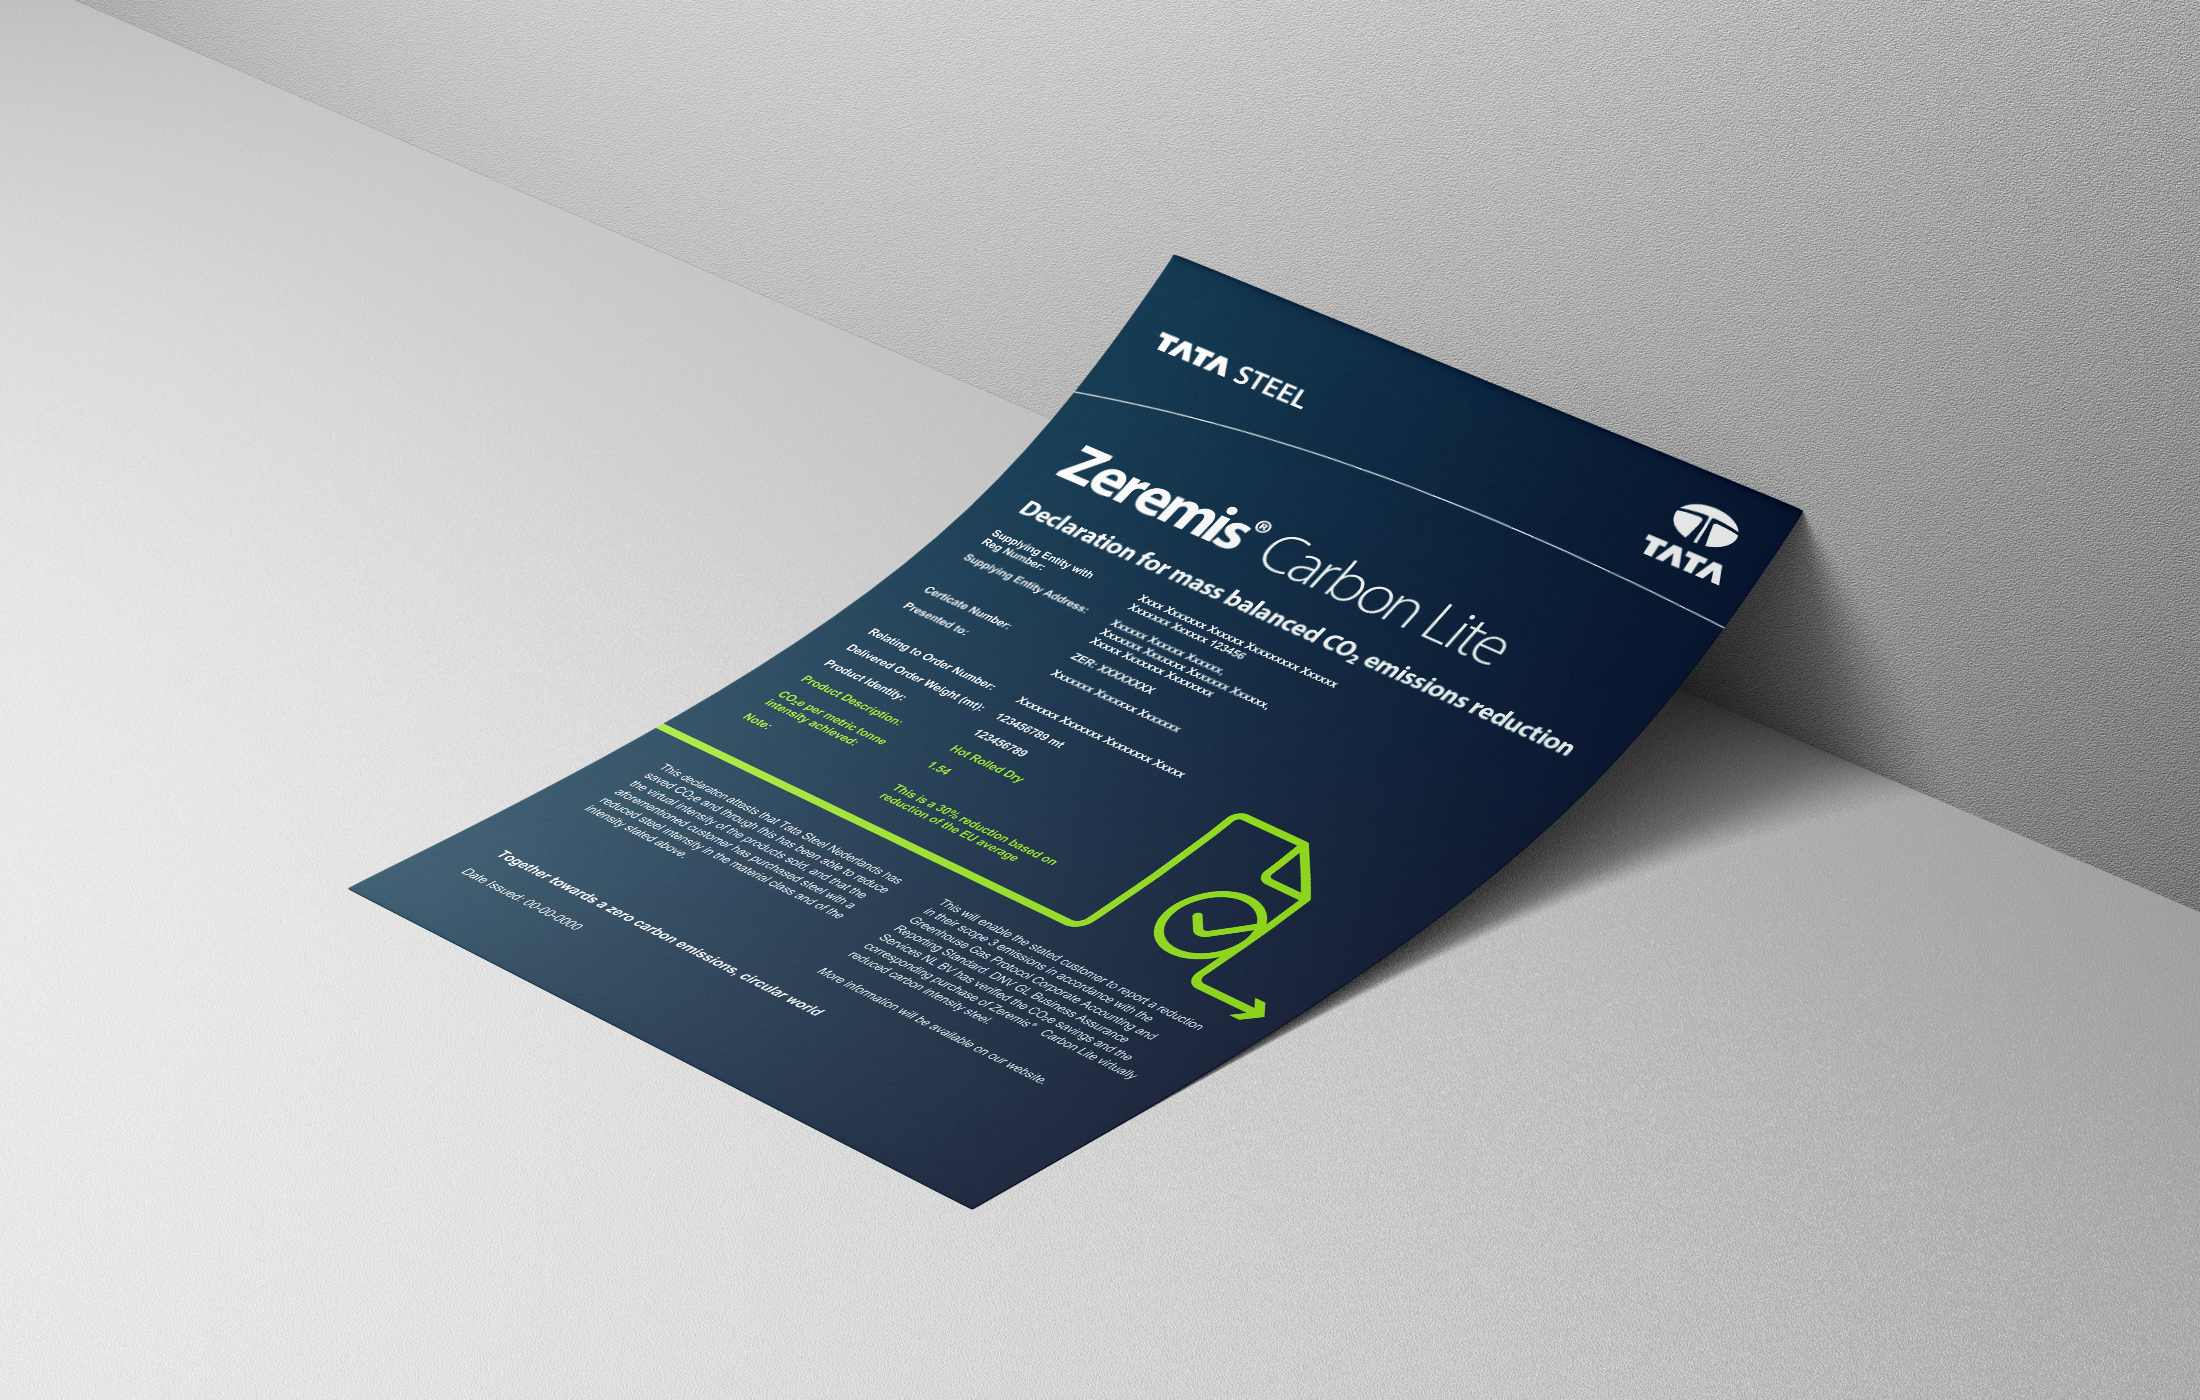 TATA STEEL
TATA
Zeremis® Carbon Lite
Declaration for mass balanced CO₂ emissions reduction
Supplying Entity with
Reg Number:
Xxxx Xxxxxxx Xxxxxx Xxxxxxxxx Xxxxxx
Xxxxxxx Xxxxxx 123456
Supplying Entity Address:
Xxxxxx Xxxxxx Xxxxxx,
Xxxxxxx Xxxxxxx Xxxxxxx Xxxxxx,
Xxxxx Xxxxxxx Xxxxxxxx
Certicate Number:
ZER: XXXXXXXX
Presented to:
Xxxxxxx Xxxxxxx Xxxxxxx
Relating to Order Number:
Xxxxxxx Xxxxxxx Xxxxxxxx Xxxxx
Delivered Order Weight (mt):
123456789 mt
Product Identity:
123456789
Product Description:
Hot Rolled Dry
CO₂e per metric tonne
intensity achieved:
1.54
Note:
This is a 30% reduction based on
reduction of the EU average
This declaration attests that Tata Steel Nederlands has
saved CO₂e and through this has been able to reduce
the virtual intensity of the products sold, and that the
aforementioned customer has purchased steel with a
reduced steel intensity in the material class and of the
intensity stated above.
This will enable the stated customer to report a reduction
in their scope 3 emissions in accordance with the
Greenhouse Gas Protocol Corporate Accounting and
Reporting Standard. DNV GL Business Assurance
Services NL BV has verified the CO₂e savings and the
corresponding purchase of Zeremis® Carbon Lite virtually
reduced carbon intensity steel.
More information will be available on our website.
Together towards a zero carbon emissions, circular world
Date Issued: 00-00-0000